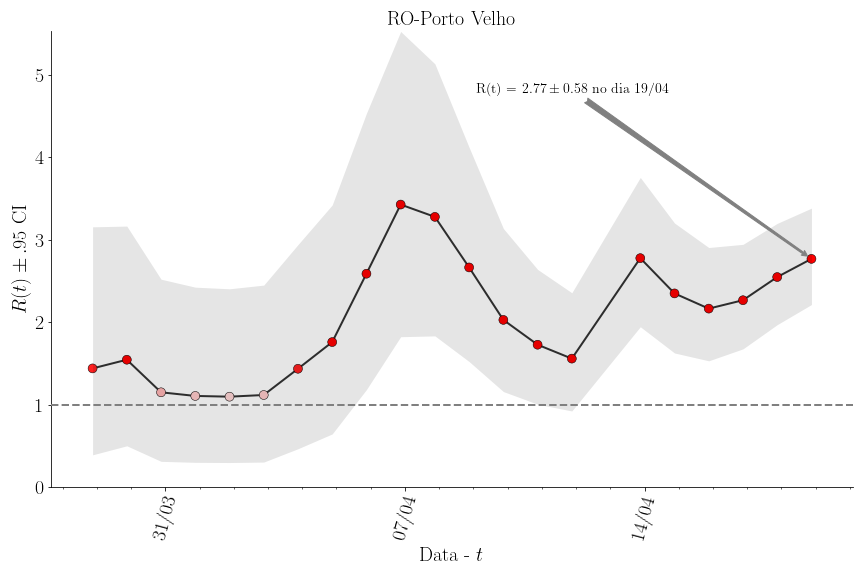 RO-Porto Velho
R(t) = 2.77 ± 0.58 no dia 19/04
R(t) ± .95 CI
5
4
3
2
1
0
31/03
07/04
14/04
Data - t